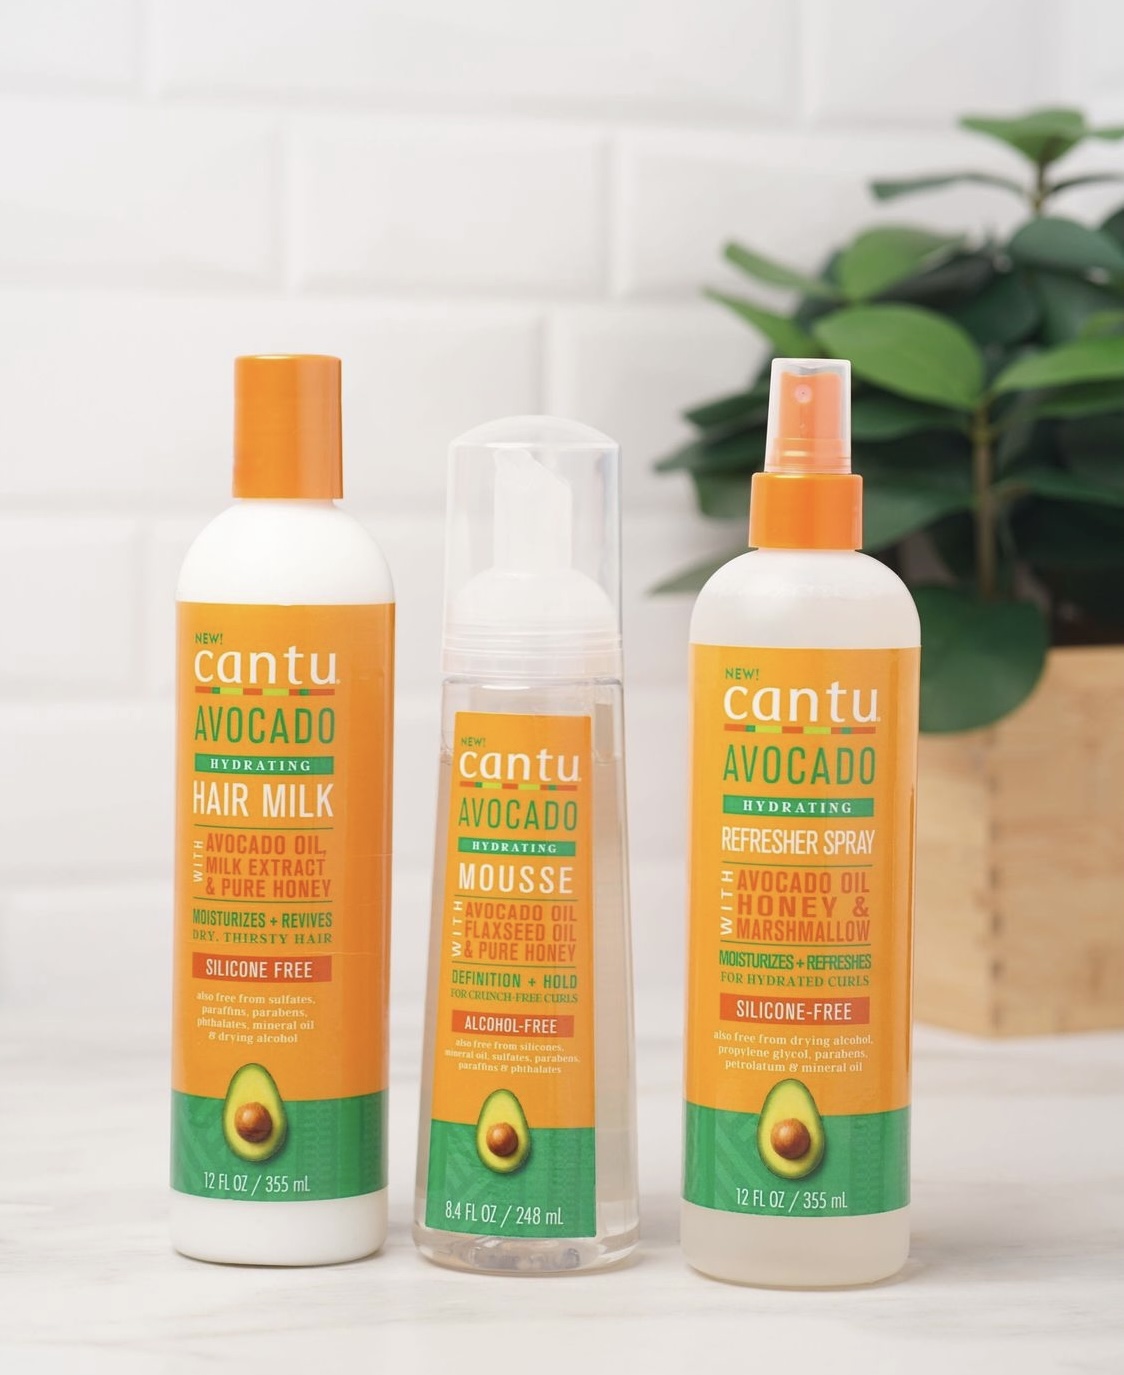 NEW!
cantu
AVOCADO
HYDRATING
HAIR MILK
WITH
AVOCADO OIL,
MILK EXTRACT
& PURE HONEY
MOISTURIZES + REVIVES
DRY, THIRSTY HAIR
SILICONE FREE
also free from sulfates,
paraffins, parabens,
phthalates, mineral oil
& drying alcohol
12 FL OZ / 355 mL
NEW!
cantu
AVOCADO
HYDRATING
MOUSSE
WITH
AVOCADO OIL
FLAXSEED OIL
& PURE HONEY
DEFINITION + HOLD
FOR CRUNCH-FREE CURLS
ALCOHOL-FREE
also free from silicones,
mineral oil, sulfates, parabens,
paraffins & phthalates
8.4 FL OZ / 248 mL
NEW!
cantu
AVOCADO
HYDRATING
REFRESHER SPRAY
WITH
AVOCADO OIL
HONEY &
MARSHMALLOW
MOISTURIZES + REFRESHES
FOR HYDRATED CURLS
SILICONE-FREE
also free from drying alcohol,
propylene glycol, parabens,
petrolatum & mineral oil
12 FL OZ / 355 mL